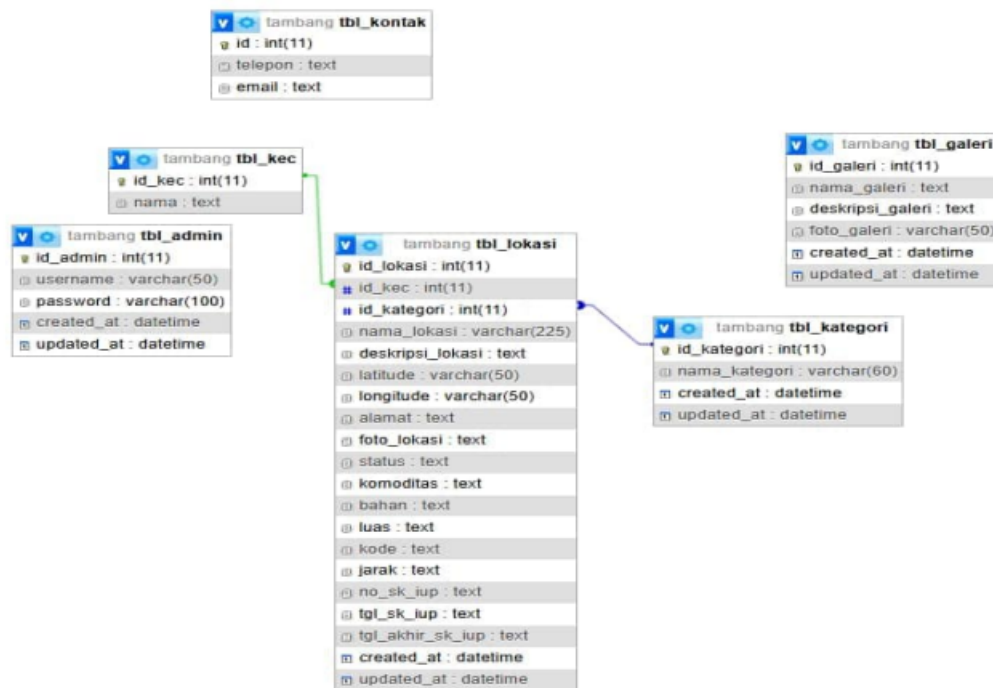 tambang tbl_kontak
id : int(11)
telepon : text
email : text
tambang tbl_kec
id_kec : int(11)
nama : text
tambang tbl_admin
id_admin : int(11)
username : varchar(50)
password : varchar(100)
created_at : datetime
updated_at : datetime
tambang tbl_lokasi
id_lokasi : int(11)
id_kec : int(11)
id_kategori : int(11)
nama_lokasi : varchar(225)
deskripsi_lokasi : text
latitude : varchar(50)
longitude : varchar(50)
alamat : text
foto_lokasi : text
status : text
komoditas : text
bahan : text
luas : text
kode : text
jarak : text
no_sk_iup : text
tgl_sk_iup : text
tgl_akhir_sk_iup : text
created_at : datetime
updated_at : datetime
tambang tbl_galeri
id_galeri : int(11)
nama_galeri : text
deskripsi_galeri : text
foto_galeri : varchar(50)
created_at : datetime
updated_at : datetime
tambang tbl_kategori
id_kategori : int(11)
nama_kategori : varchar(60)
created_at : datetime
updated_at : datetime